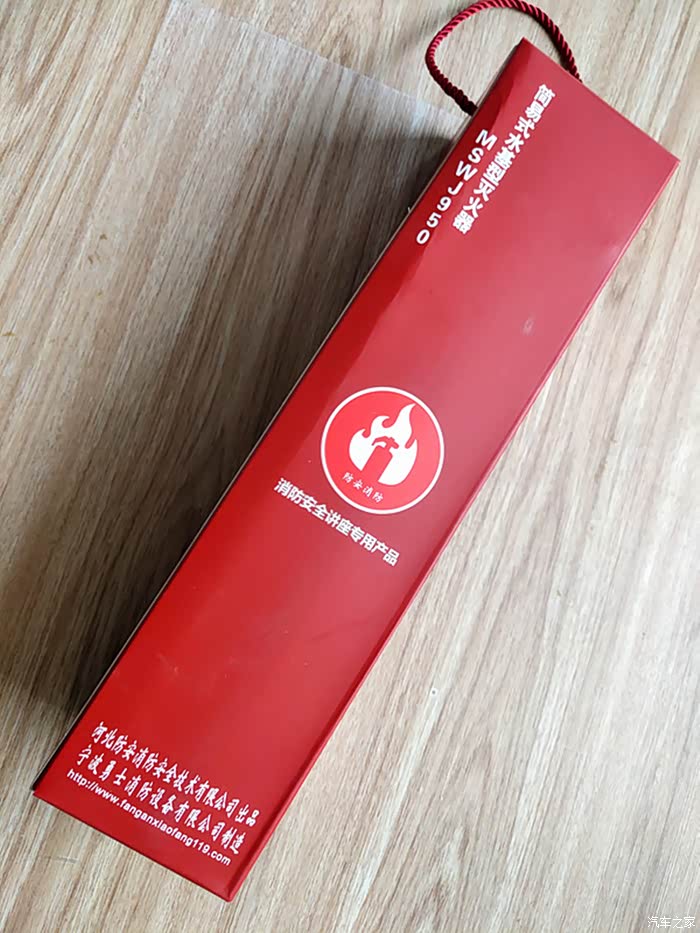 简易式水基型灭火器
MSWJ950
防安消防
消防安全讲座专用产品
河北防安消防安全技术有限公司出品
宁波勇士消防设备有限公司制造
http://www.fanganxiaofang119.com
汽车之家